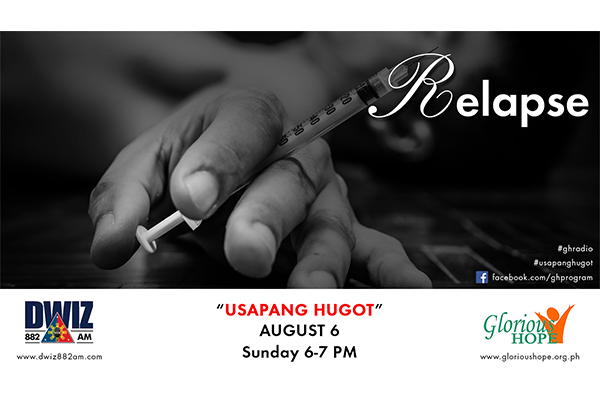 Relapse
#ghradio
#usapanghugot
facebook.com/ghprogram
DWIZ
882 AM
www.dwiz882am.com
“USAPANG HUGOT”
AUGUST 6
Sunday 6-7 PM
Glorious
HOPE
www.glorioushope.org.ph